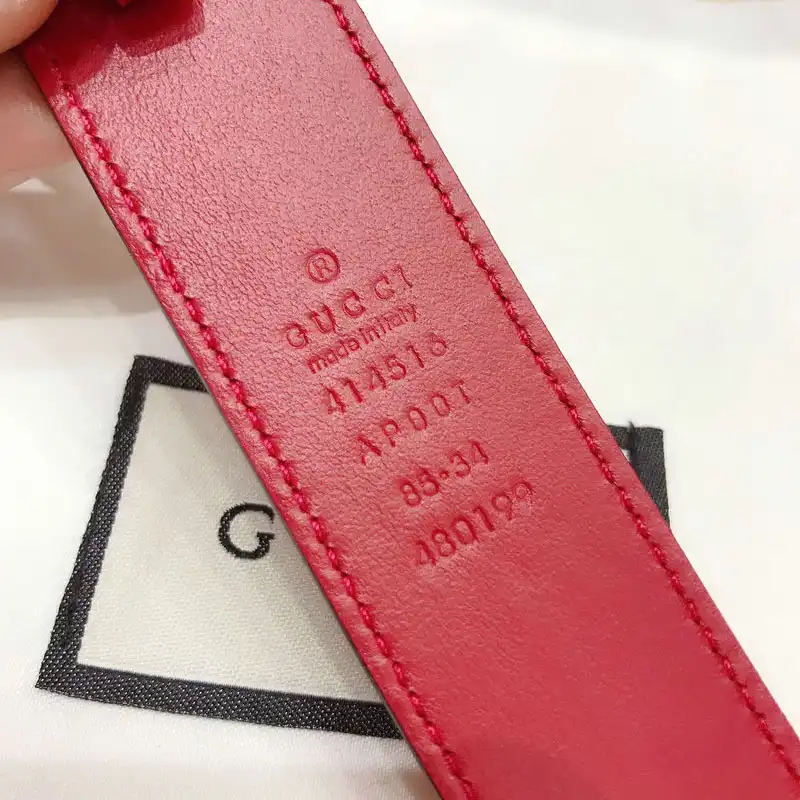 ®
GUCCI
made in italy
414516
AP00T
85·34
480199
G